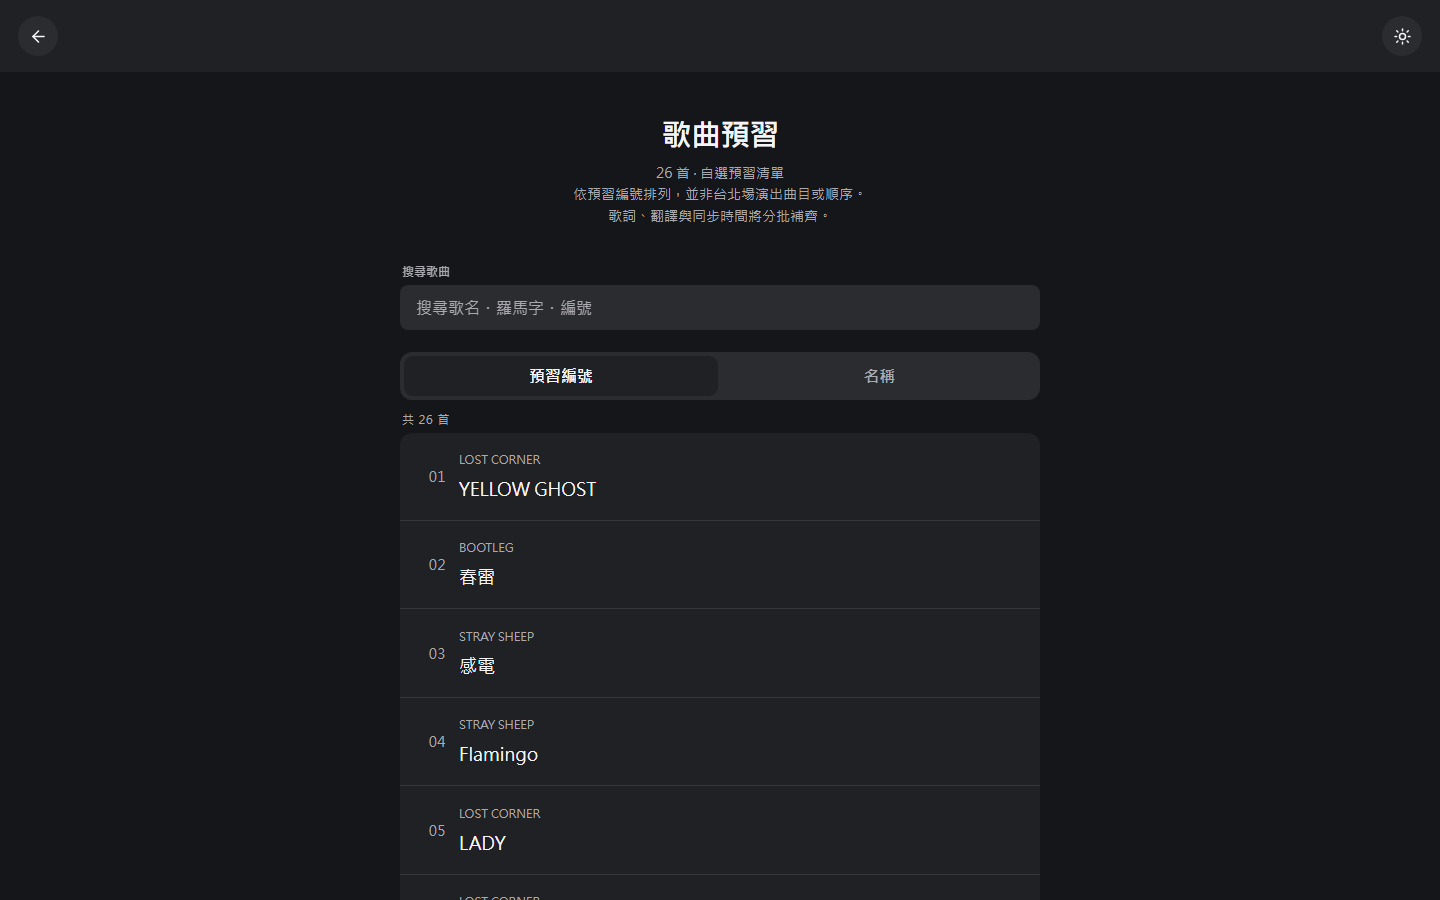 歌曲預習
26 首 · 自選預習清單
依預習編號排列，並非台北場演出曲目或順序。
歌詞、翻譯與同步時間將分批補齊。
搜尋歌曲
搜尋歌名・羅馬字・編號
預習編號
名稱
共 26 首
LOST CORNER
01
YELLOW GHOST
BOOTLEG
02
春雷
STRAY SHEEP
03
感電
STRAY SHEEP
04
Flamingo
LOST CORNER
05
LADY
LOST CORNER